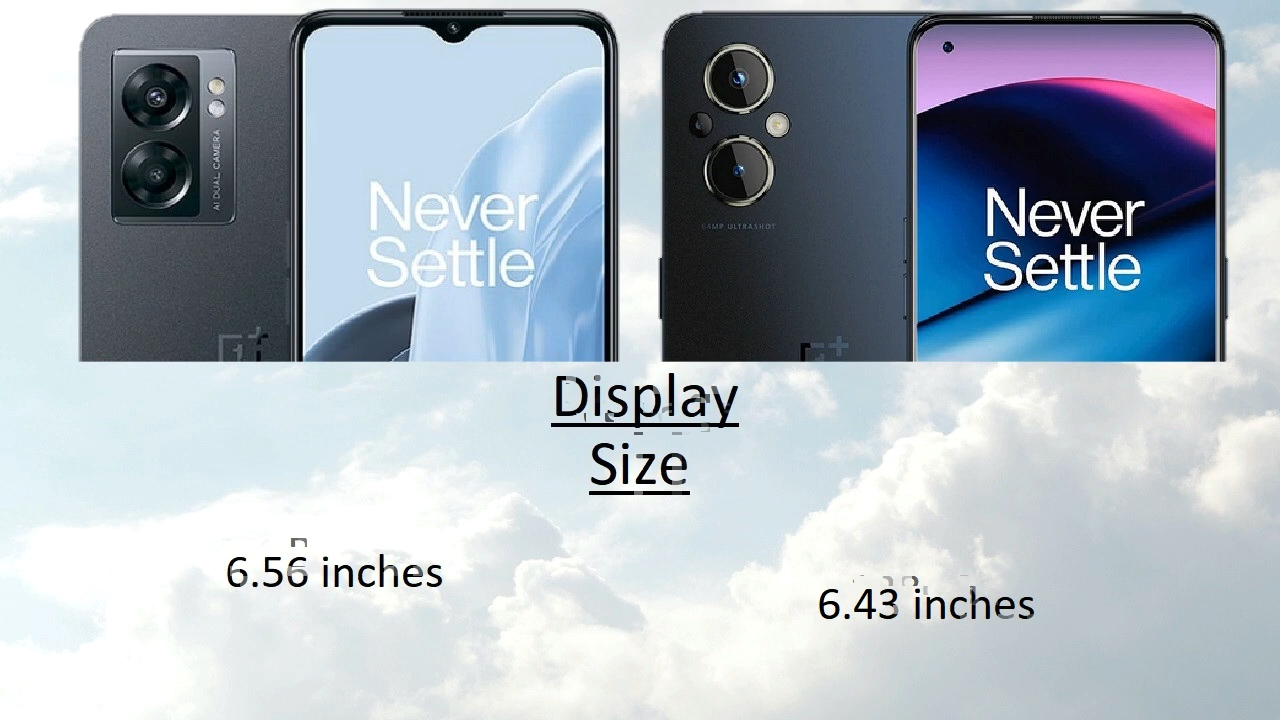 AI DUAL CAMERA
Never
Settle
64MP ULTRASHOT
Never
Settle
Display
Size
6.56 inches
6.43 inches